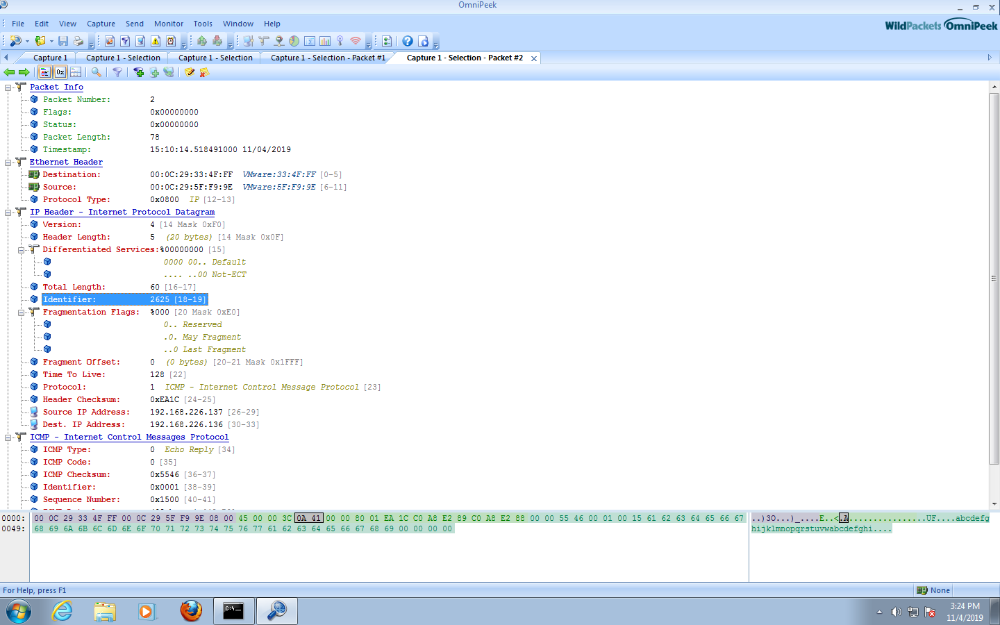 OmniPeek
File Edit View Capture Send Monitor Tools Window Help
WildPackets OmniPeek
Capture 1 Capture 1 - Selection Capture 1 - Selection Capture 1 - Selection - Packet #1 Capture 1 - Selection - Packet #2
0x
Packet Info
Packet Number: 2
Flags: 0x00000000
Status: 0x00000000
Packet Length: 78
Timestamp: 15:10:14.518491000 11/04/2019
Ethernet Header
Destination: 00:0C:29:33:4F:FF VMware:33:4F:FF [0-5]
Source: 00:0C:29:5F:F9:9E VMware:5F:F9:9E [6-11]
Protocol Type: 0x0800 IP [12-13]
IP Header - Internet Protocol Datagram
Version: 4 [14 Mask 0xF0]
Header Length: 5 (20 bytes) [14 Mask 0x0F]
Differentiated Services:%00000000 [15]
0000 00.. Default
.... ..00 Not-ECT
Total Length: 60 [16-17]
Identifier: 2625 [18-19]
Fragmentation Flags: %000 [20 Mask 0xE0]
0.. Reserved
.0. May Fragment
..0 Last Fragment
Fragment Offset: 0 (0 bytes) [20-21 Mask 0x1FFF]
Time To Live: 128 [22]
Protocol: 1 ICMP - Internet Control Message Protocol [23]
Header Checksum: 0xEA1C [24-25]
Source IP Address: 192.168.226.137 [26-29]
Dest. IP Address: 192.168.226.136 [30-33]
ICMP - Internet Control Messages Protocol
ICMP Type: 0 Echo Reply [34]
ICMP Code: 0 [35]
ICMP Checksum: 0x5546 [36-37]
Identifier: 0x0001 [38-39]
Sequence Number: 0x1500 [40-41]
0000: 00 0C 29 33 4F FF 00 0C 29 5F F9 9E 08 00 45 00 00 3C 0A 41 00 00 80 01 EA 1C C0 A8 E2 89 C0 A8 E2 88 00 00 55 46 00 01 00 15 61 62 63 64 65 66 67 ..)3O...)_....E..<.A..................UF....abcdefg
0049: 68 69 6A 6B 6C 6D 6E 6F 70 71 72 73 74 75 76 77 61 62 63 64 65 66 67 68 69 00 00 00 00 hijklmnopqrstuvwabcdefghi....
For Help, press F1
None
C:\
3:24 PM
11/4/2019